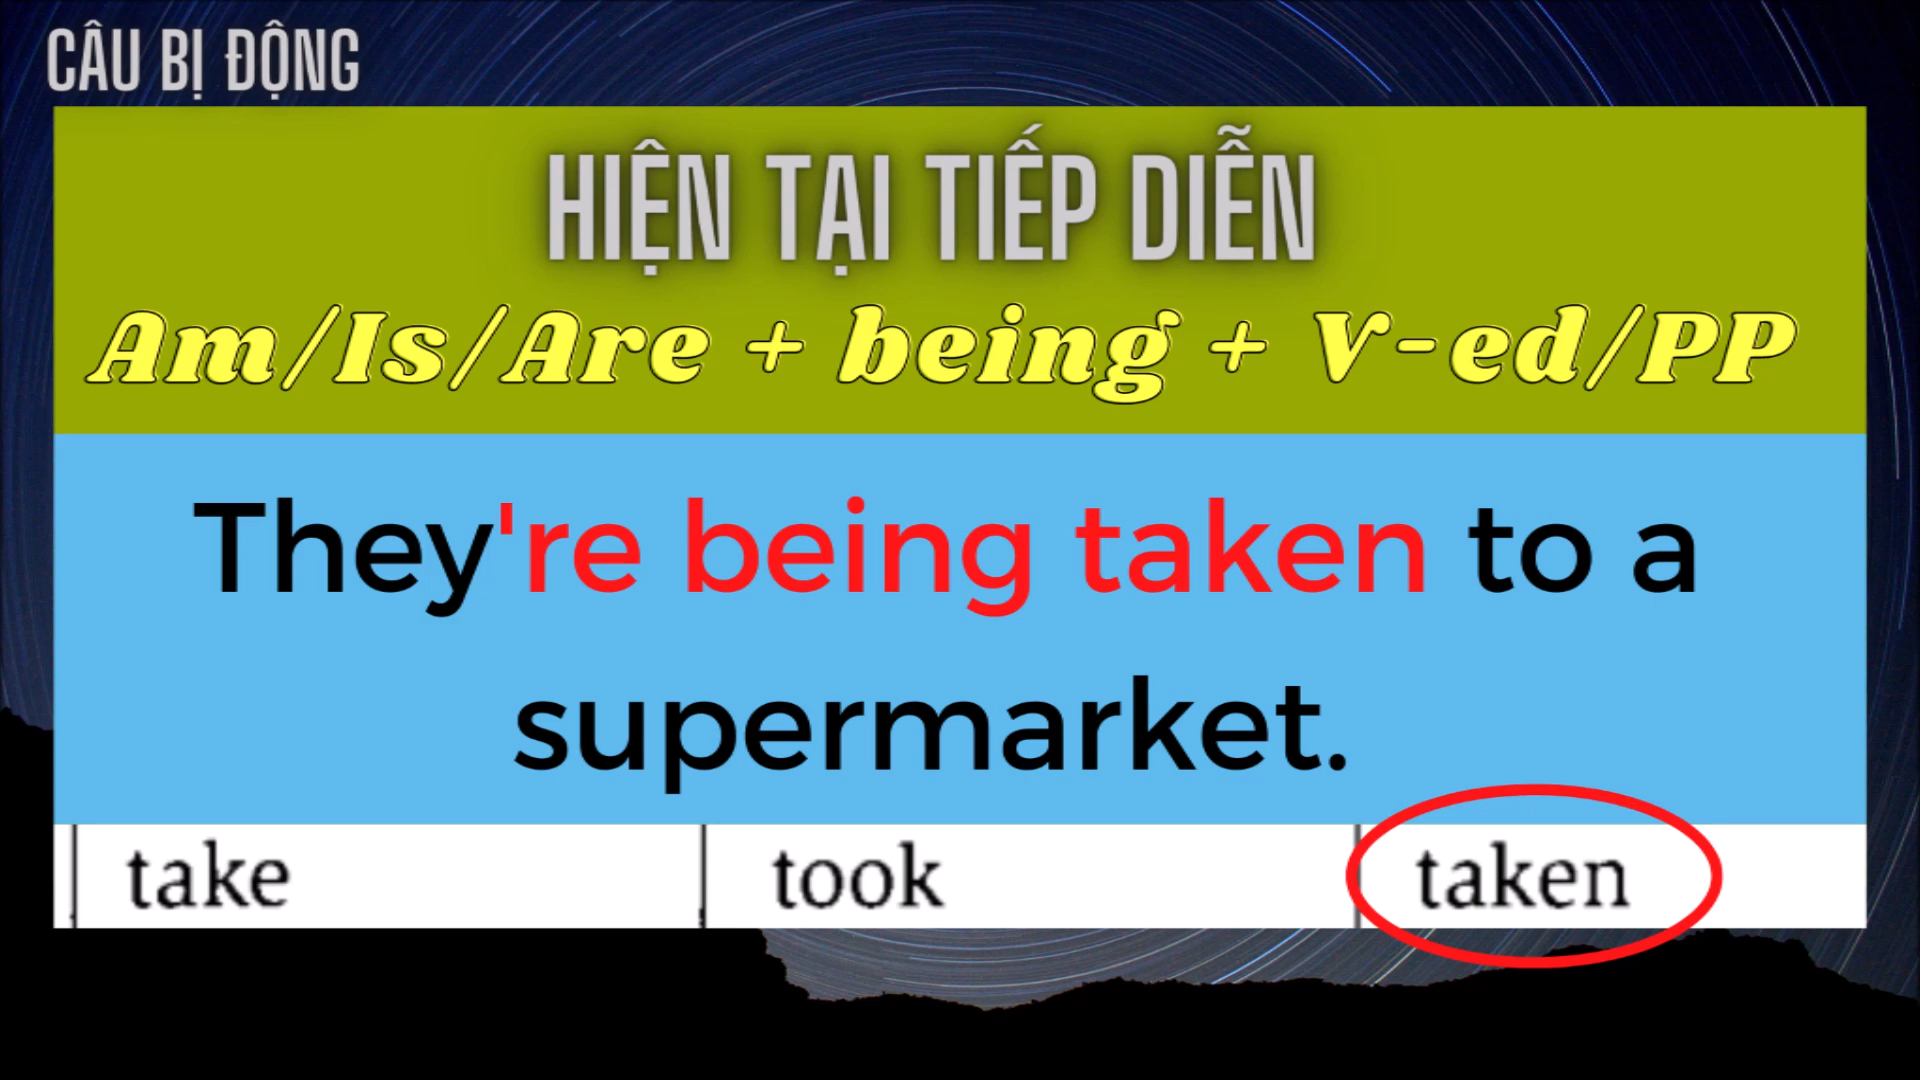 CÂU BỊ ĐỘNG
HIỆN TẠI TIẾP DIỄN
Am/Is/Are + being + V-ed/PP
They're being taken to a
supermarket.
take took taken